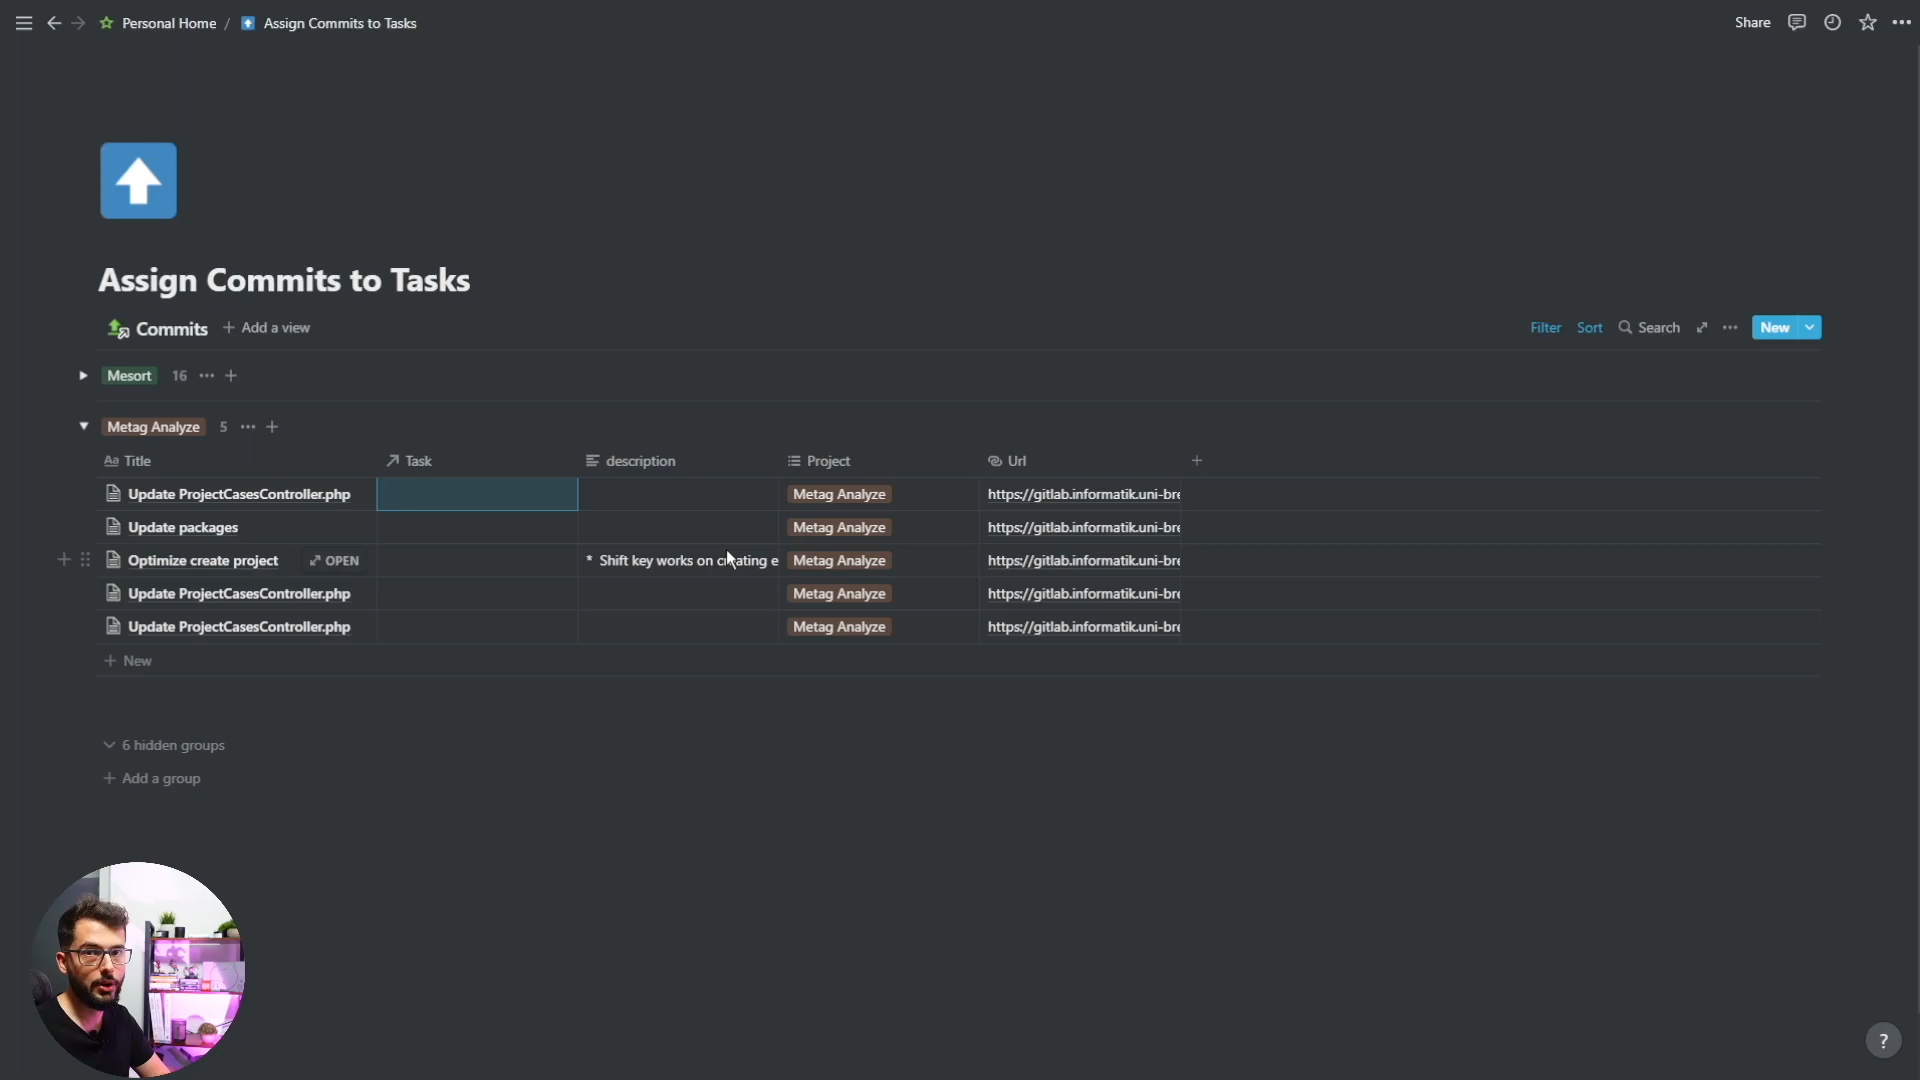 Personal Home / Assign Commits to Tasks
Share
Assign Commits to Tasks
Commits + Add a view
Filter Sort Search New
Mesort 16
Metag Analyze 5
Aa Title Task description Project Url
Update ProjectCasesController.php Metag Analyze https://gitlab.informatik.uni-bre
Update packages Metag Analyze https://gitlab.informatik.uni-bre
Optimize create project OPEN * Shift key works on creating e Metag Analyze https://gitlab.informatik.uni-bre
Update ProjectCasesController.php Metag Analyze https://gitlab.informatik.uni-bre
Update ProjectCasesController.php Metag Analyze https://gitlab.informatik.uni-bre
+ New
6 hidden groups
+ Add a group
?